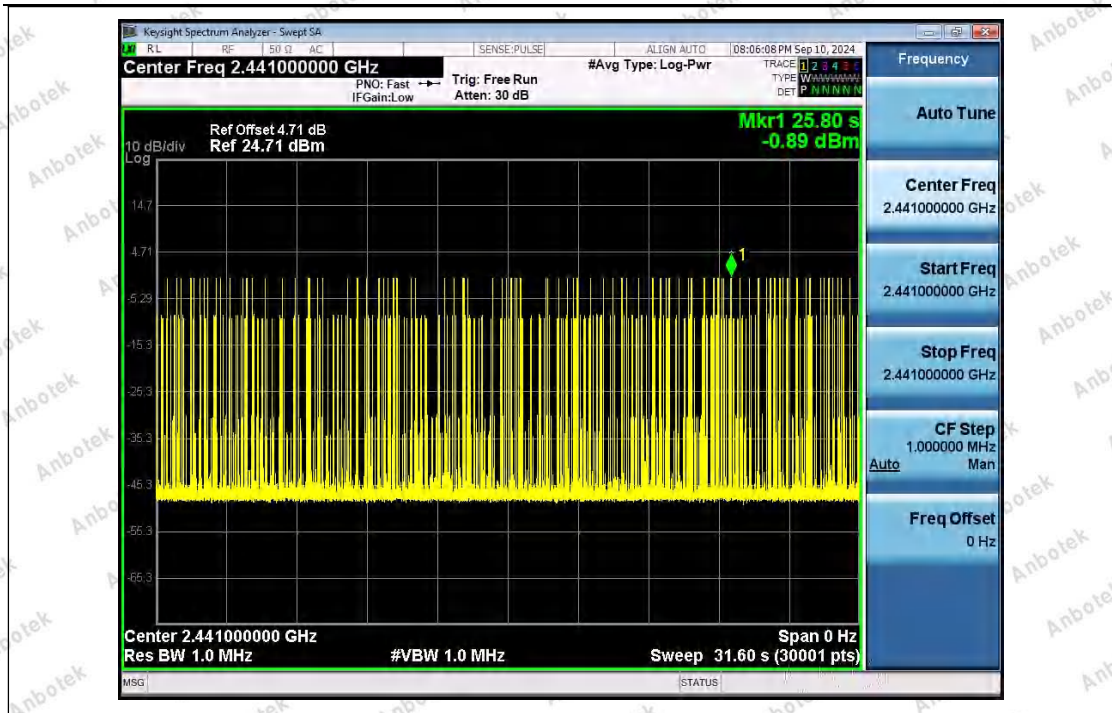 Keysight Spectrum Analyzer - Swept SA
RL RF 50 Ω AC SENSE:PULSE ALIGN AUTO 08:06:08 PM Sep 10, 2024
Center Freq 2.441000000 GHz
#Avg Type: Log-Pwr
TRACE 1 2 3 4 5 6
PNO: Fast
Trig: Free Run
TYPE WWWWWW
IFGain:Low
Atten: 30 dB
DET P N N N N N
Mkr1 25.80 s
-0.89 dBm
Ref Offset 4.71 dB
10 dB/div
Ref 24.71 dBm
Log
14.7
4.71
-5.29
-15.3
-25.3
-35.3
-45.3
-55.3
-65.3
1
Center 2.441000000 GHz
Span 0 Hz
Res BW 1.0 MHz
#VBW 1.0 MHz
Sweep 31.60 s (30001 pts)
MSG
STATUS
Frequency
Auto Tune
Center Freq
2.441000000 GHz
Start Freq
2.441000000 GHz
Stop Freq
2.441000000 GHz
CF Step
1.000000 MHz
Auto Man
Freq Offset
0 Hz
Anbotek